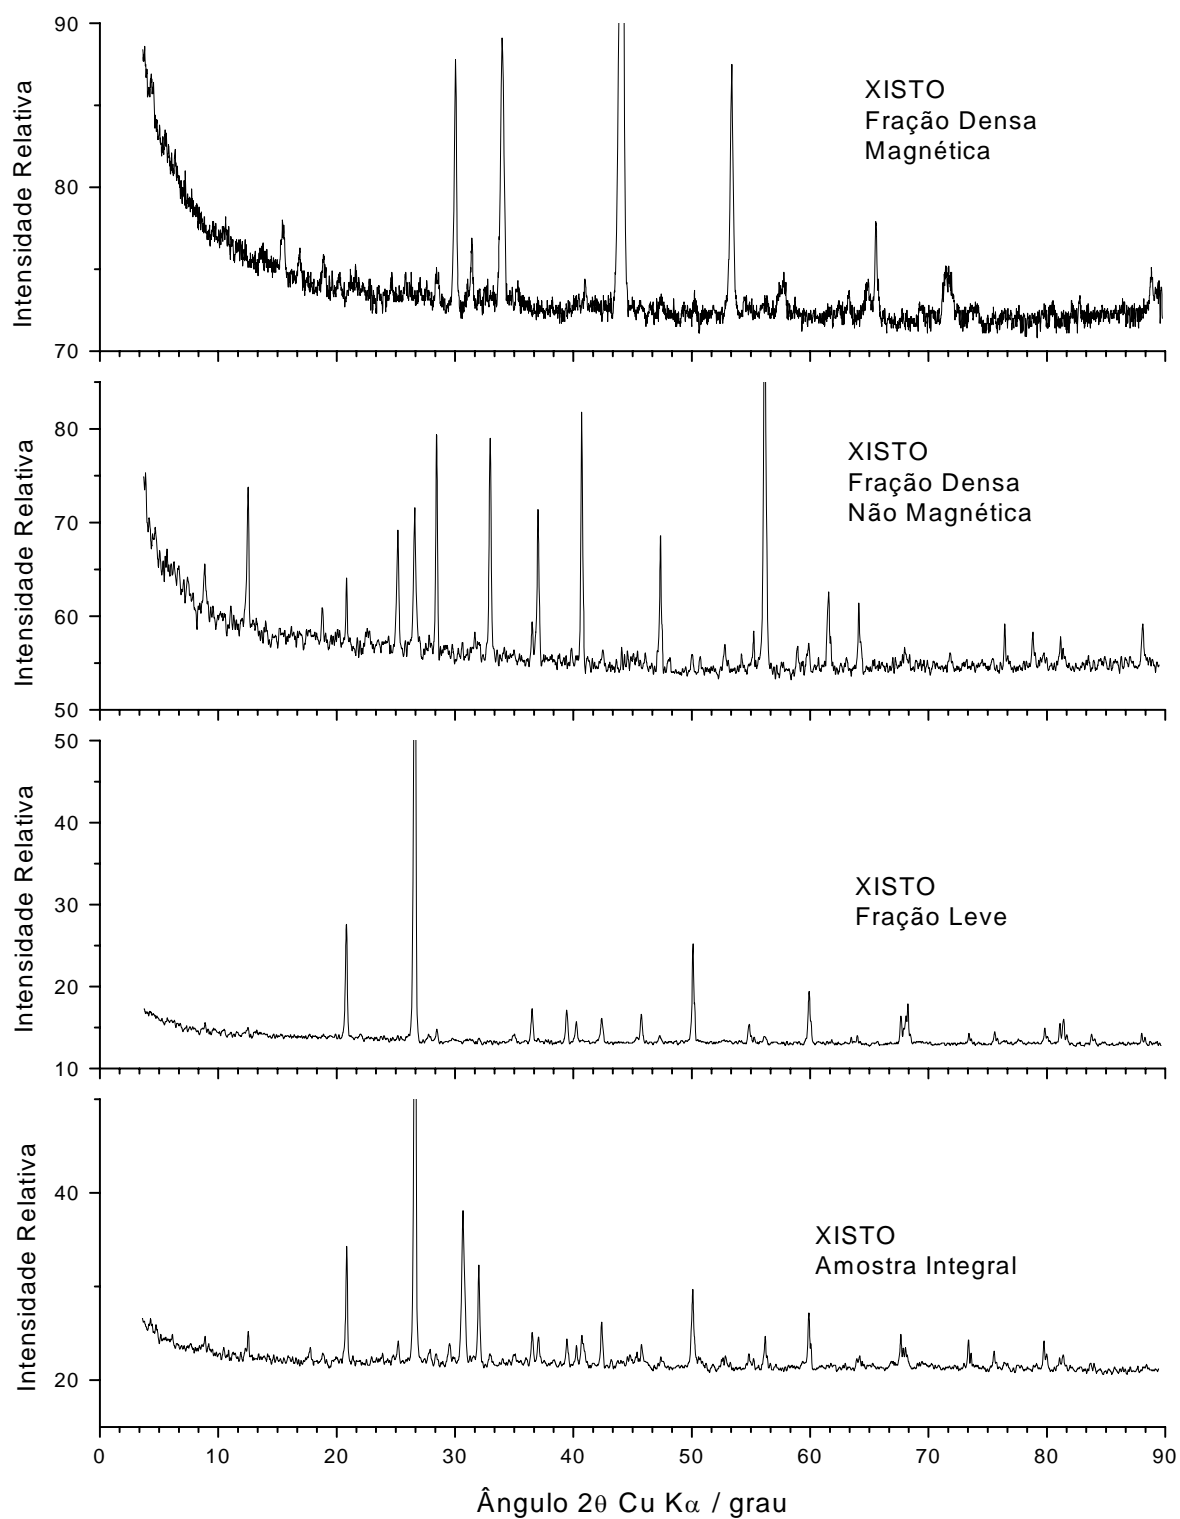 90
80
70
Intensidade Relativa
XISTO
Fração Densa
Magnética
80
70
60
50
Intensidade Relativa
XISTO
Fração Densa
Não Magnética
50
40
30
20
10
Intensidade Relativa
XISTO
Fração Leve
40
20
Intensidade Relativa
XISTO
Amostra Integral
0 10 20 30 40 50 60 70 80 90
Ângulo 2θ Cu Kα / grau